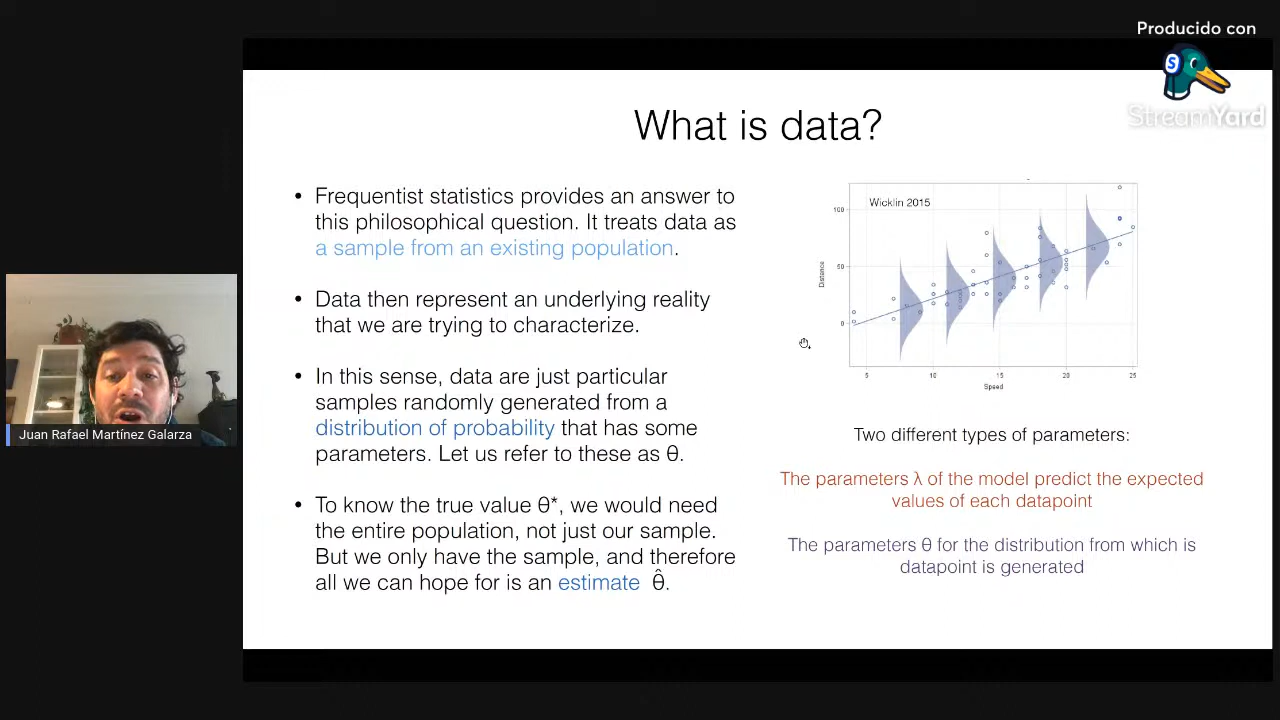 Producido con
StreamYard
What is data?
• Frequentist statistics provides an answer to
this philosophical question. It treats data as
a sample from an existing population.
• Data then represent an underlying reality
that we are trying to characterize.
• In this sense, data are just particular
samples randomly generated from a
distribution of probability that has some
parameters. Let us refer to these as θ.
• To know the true value θ*, we would need
the entire population, not just our sample.
But we only have the sample, and therefore
all we can hope for is an estimate θ̂.
Wicklin 2015
100
50
0
Distance
5 10 15 20 25
Speed
Two different types of parameters:
The parameters λ of the model predict the expected
values of each datapoint
The parameters θ for the distribution from which is
datapoint is generated
Juan Rafael Martínez Galarza